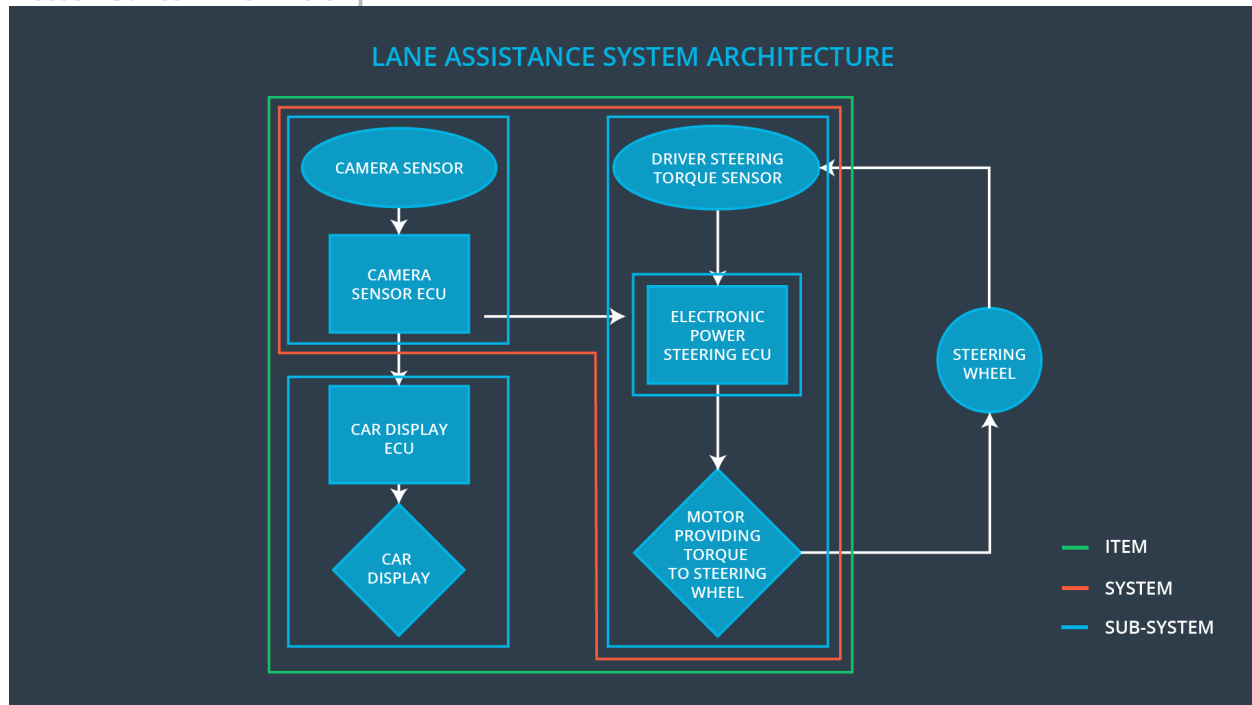 LANE ASSISTANCE SYSTEM ARCHITECTURE
CAMERA SENSOR
CAMERA
SENSOR ECU
CAR DISPLAY
ECU
CAR
DISPLAY
DRIVER STEERING
TORQUE SENSOR
ELECTRONIC
POWER
STEERING ECU
MOTOR
PROVIDING
TORQUE
TO STEERING
WHEEL
STEERING
WHEEL
ITEM
SYSTEM
SUB-SYSTEM